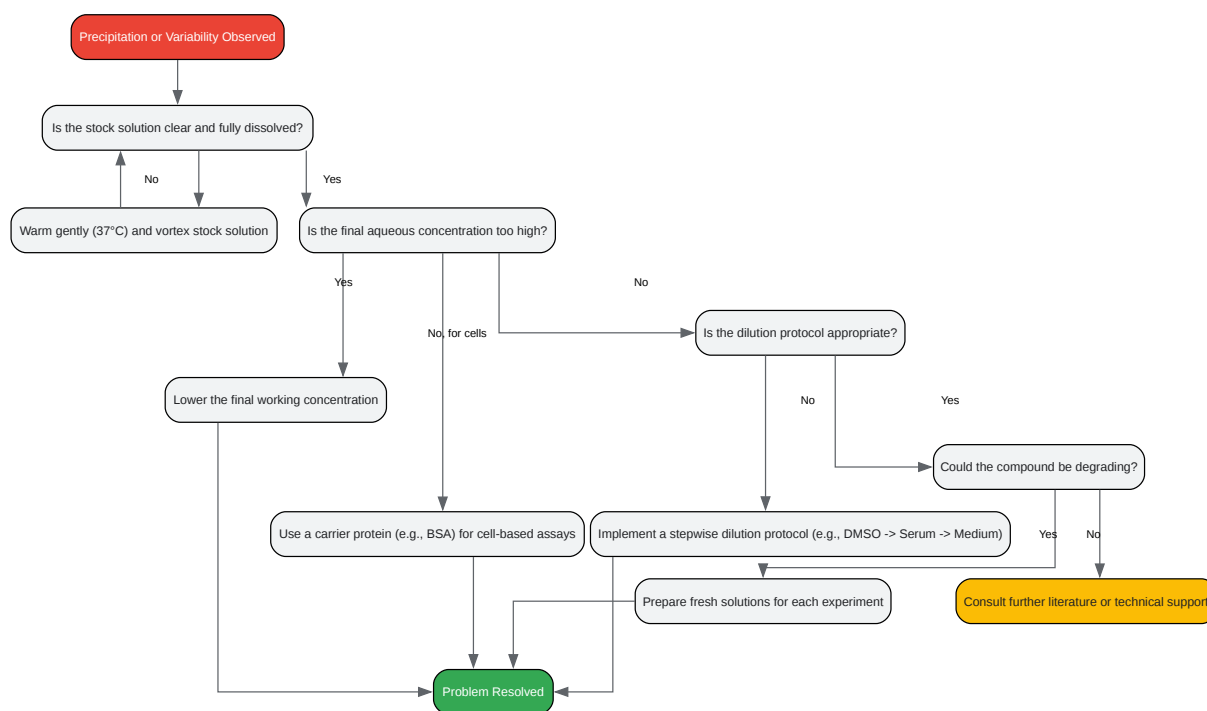 Precipitation or Variability Observed
Is the stock solution clear and fully dissolved?
No
Yes
Warm gently (37°C) and vortex stock solution
Is the final aqueous concentration too high?
Yes
No
No, for cells
Is the dilution protocol appropriate?
Lower the final working concentration
No
Yes
Could the compound be degrading?
Use a carrier protein (e.g., BSA) for cell-based assays
Implement a stepwise dilution protocol (e.g., DMSO -> Serum -> Medium)
Yes
No
Prepare fresh solutions for each experiment
Consult further literature or technical support
Problem Resolved